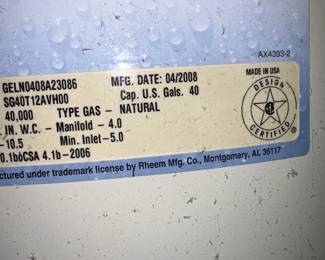 AX4393-2
GELN0408A23086 MFG. DATE: 04/2008 MADE IN USA
SG40T12AVH00 Cap. U.S. Gals. 40
40,000 TYPE GAS - NATURAL
. IN. W.C. - Manifold - 4.0
-10.5 Min. Inlet-5.0
CSA 4.1b-2006
DESIGN
CERTIFIED
ctured under trademark license by Rheem Mfg. Co., Montgomery, AL 36117